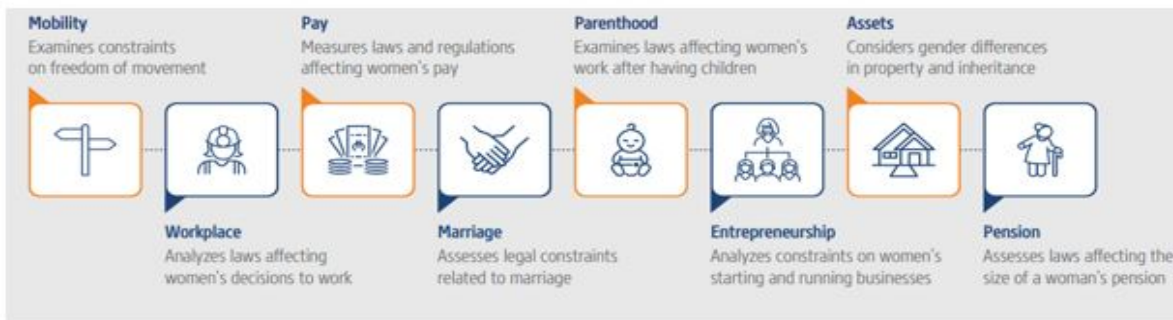 Mobility
Examines constraints
on freedom of movement
Pay
Measures laws and regulations
affecting women's pay
Parenthood
Examines laws affecting women's
work after having children
Assets
Considers gender differences
in property and inheritance
Workplace
Analyzes laws affecting
women's decisions to work
Marriage
Assesses legal constraints
related to marriage
Entrepreneurship
Analyzes constraints on women's
starting and running businesses
Pension
Assesses laws affecting the
size of a woman's pension